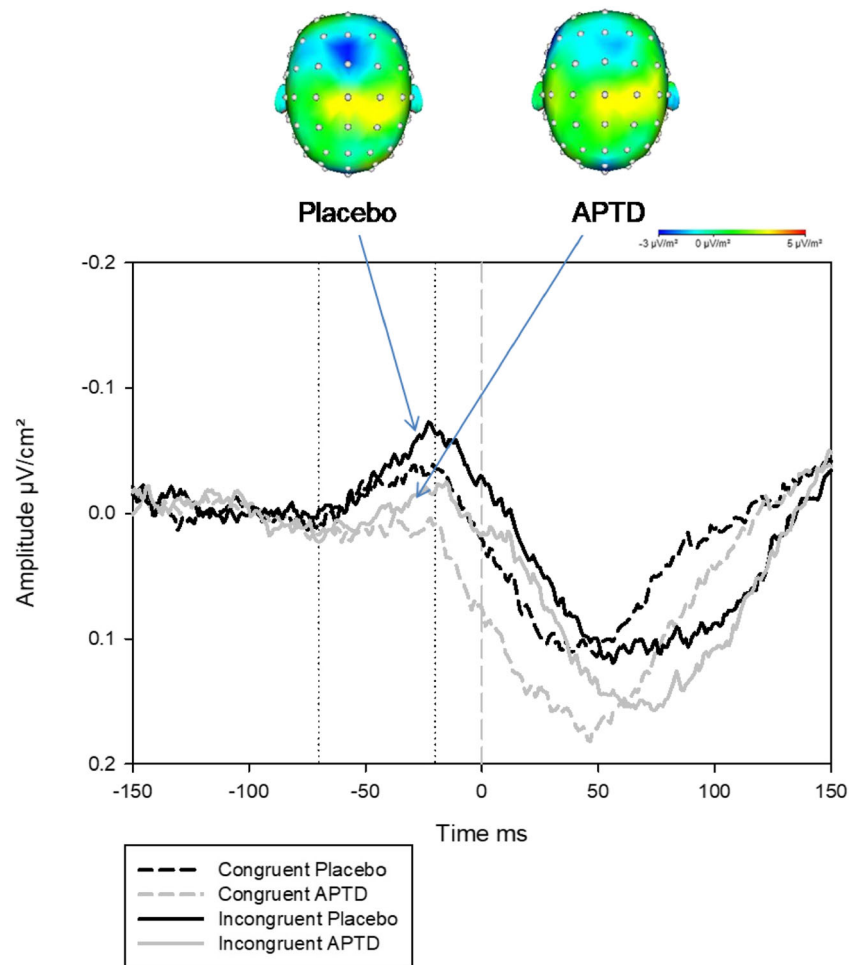 Placebo APTD
-3 µV/m² 0 µV/m² 5 µV/m²
-0.2
-0.1
0.0
0.1
0.2
Amplitude µV/cm²
-150 -100 -50 0 50 100 150
Time ms
Congruent Placebo
Congruent APTD
Incongruent Placebo
Incongruent APTD